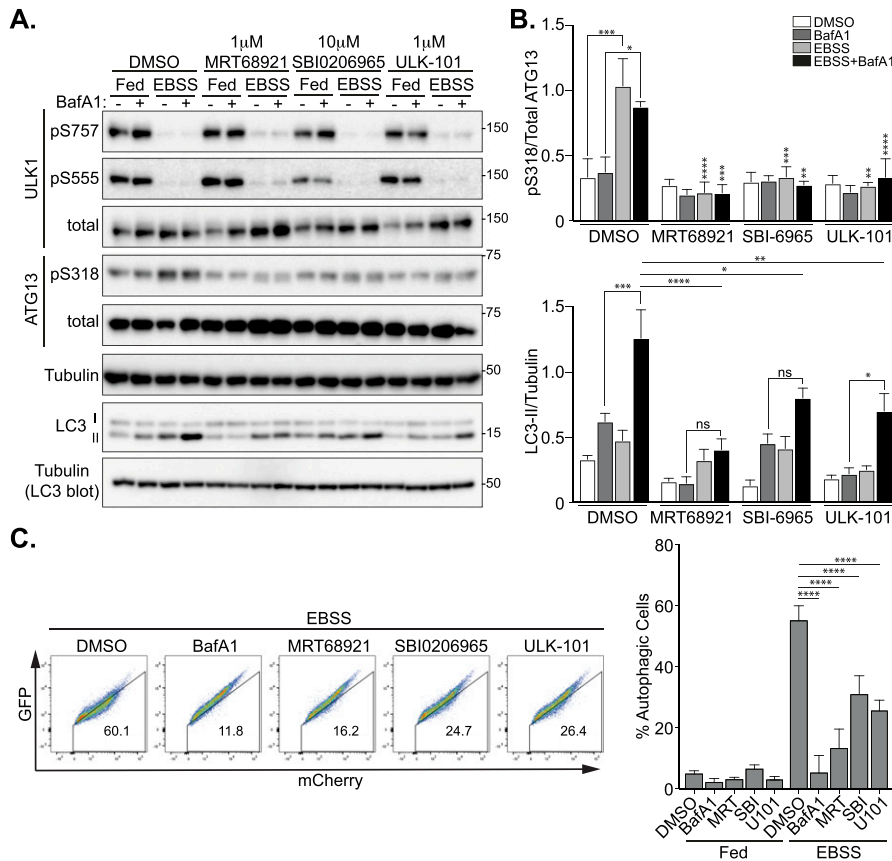 A.
1μM 10μM 1μM
DMSO MRT68921 SBI0206965 ULK-101
Fed EBSS Fed EBSS Fed EBSS Fed EBSS
BafA1: - + - + - + - + - + - + - + - +
ULK1
pS757 -150
pS555
total -150
ATG13
pS318 -75
total -75
Tubulin -50
LC3 I
II -15
Tubulin
(LC3 blot) -50
B.
DMSO
BafA1
EBSS
EBSS+BafA1
pS318/Total ATG13
1.5
1.0
0.5
0
*** *
**** *** *** ** ** ****
DMSO MRT68921 SBI-6965 ULK-101
LC3-II/Tubulin
1.5
1.0
0.5
0
**
*
*** ****
ns ns *
DMSO MRT68921 SBI-6965 ULK-101
C.
EBSS
DMSO BafA1 MRT68921 SBI0206965 ULK-101
GFP
60.1 11.8 16.2 24.7 26.4
mCherry
% Autophagic Cells
80
60
40
20
0
****
****
****
****
DMSO BafA1 MRT SBI U101 DMSO BafA1 MRT SBI U101
Fed EBSS